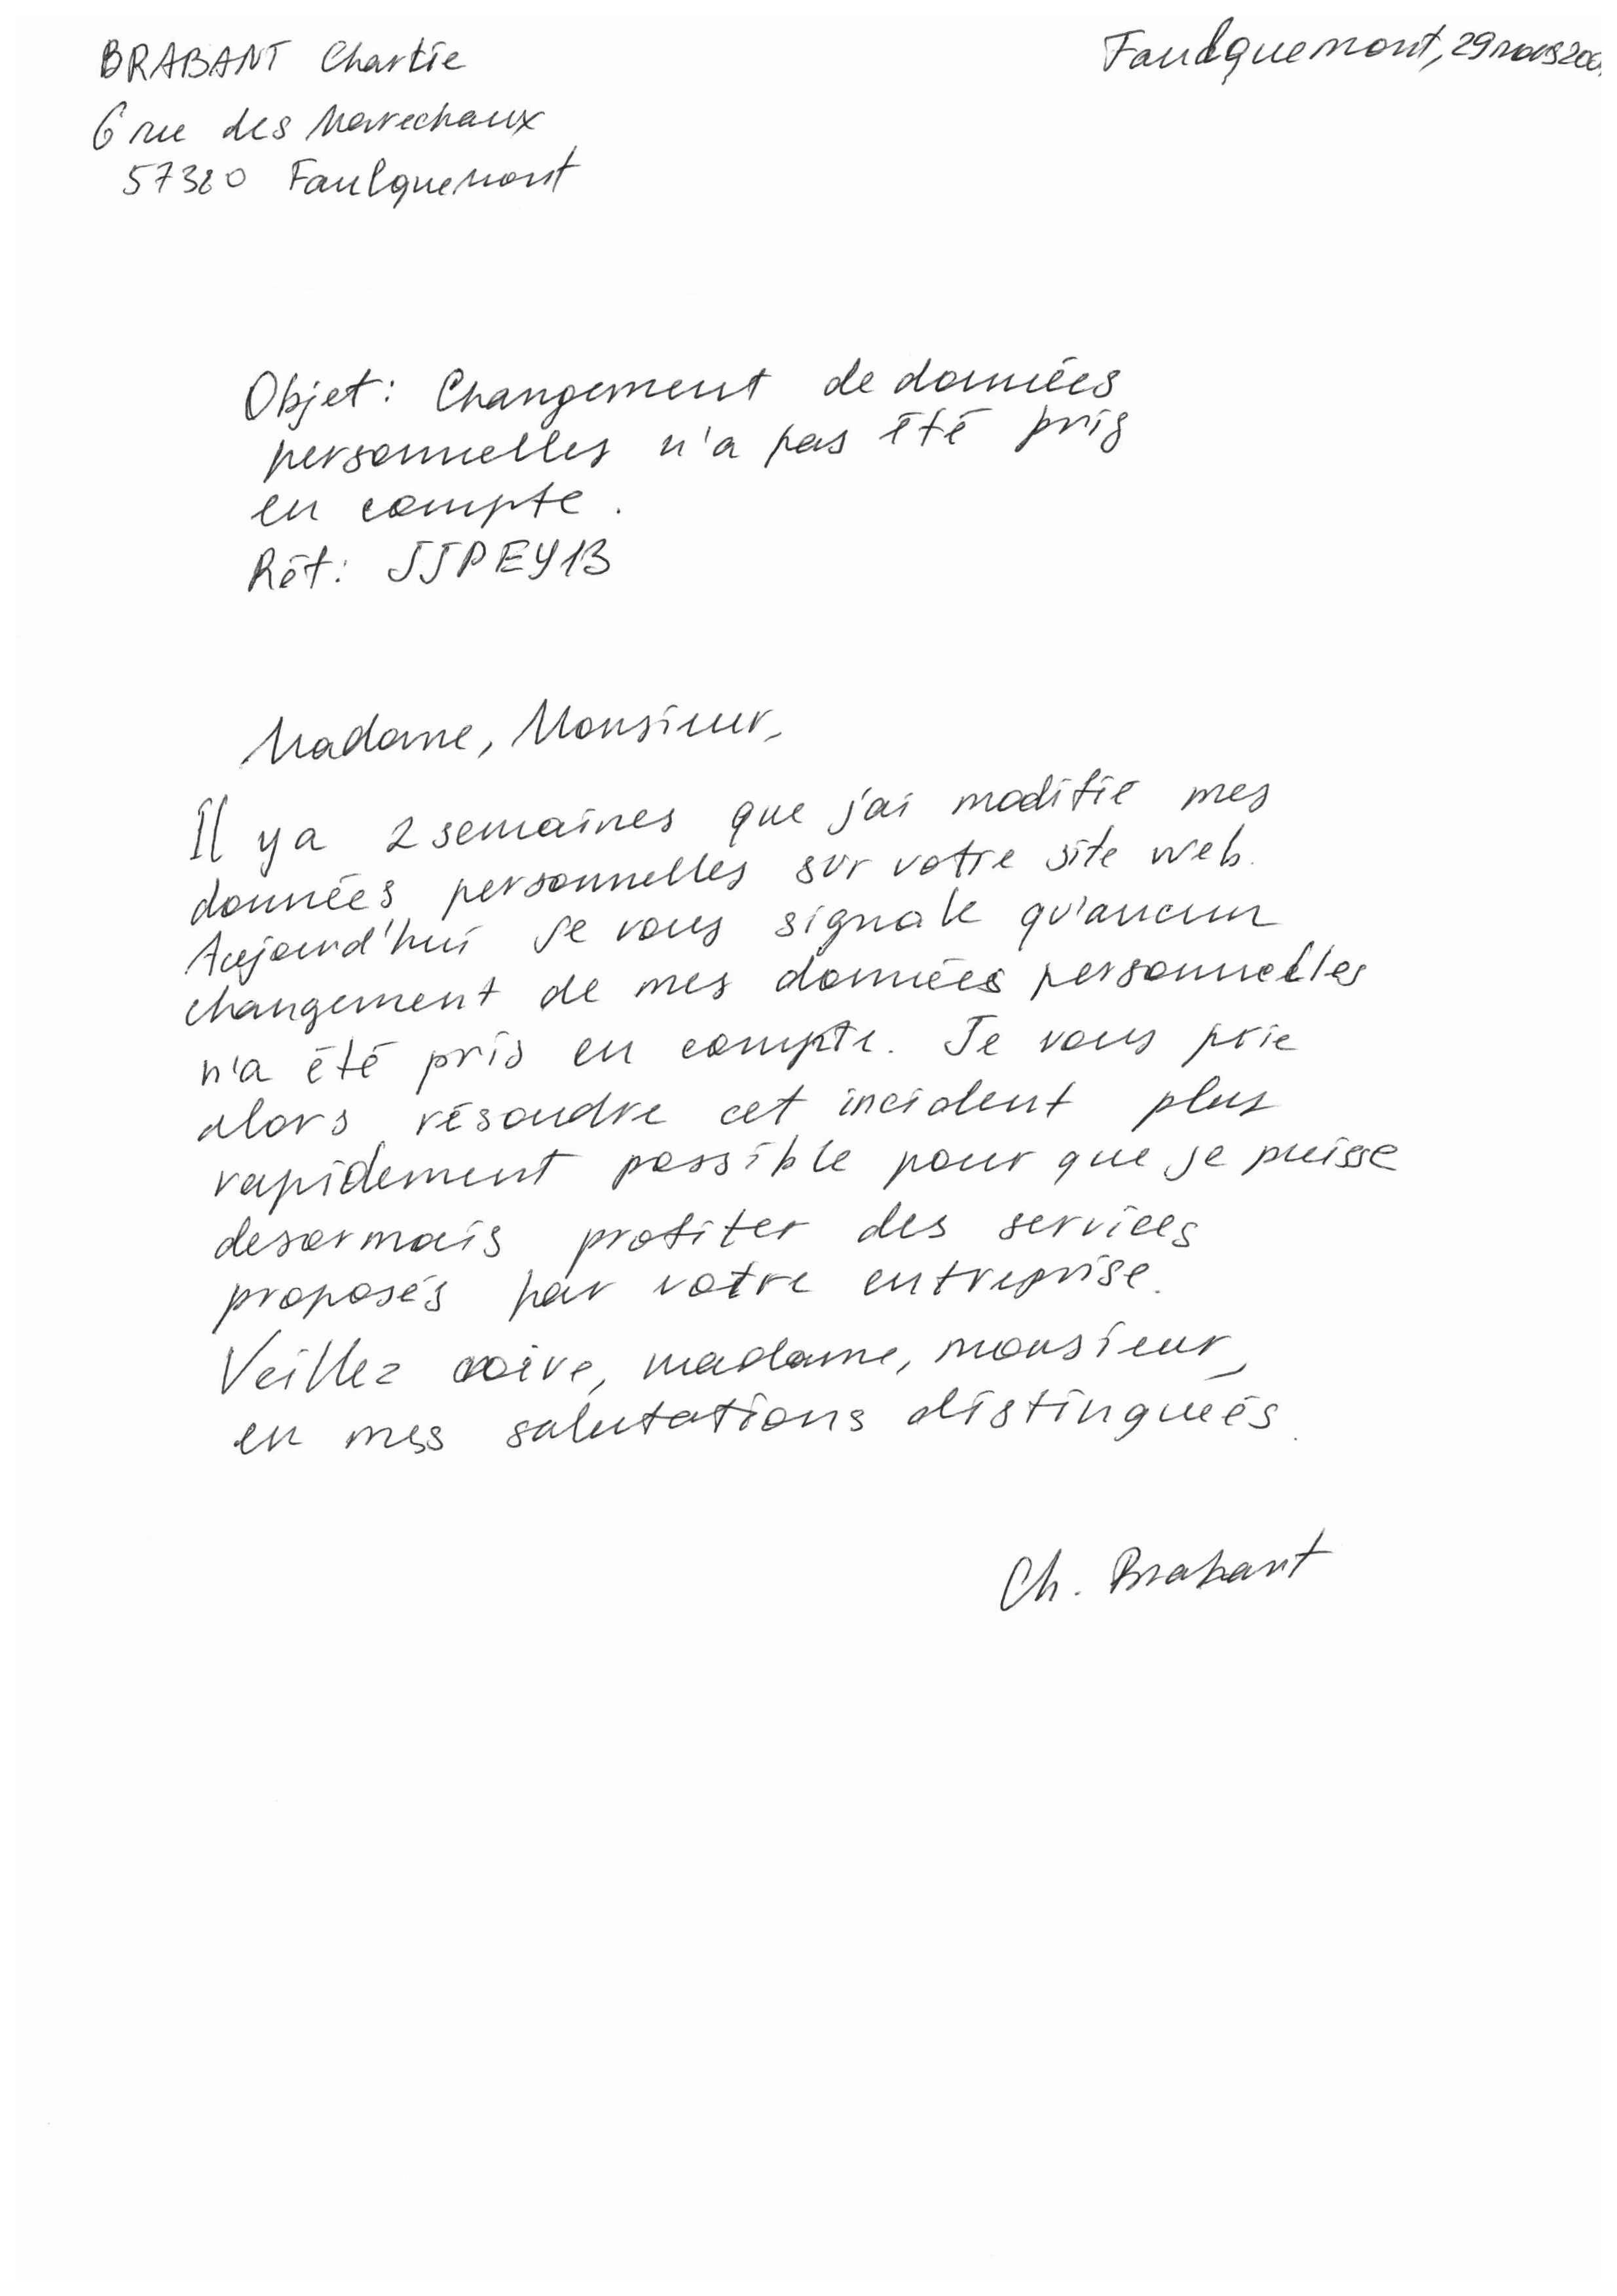 BRABANT Charlie
Faulquemont, 29 mars 200
6 rue des Marechaux
57380 Faulquemont
Objet : Changement de données
personnelles n'a pas été pris
en compte.
Réf : JJPEY13
Madame, Monsieur,
Il y a 2 semaines que j'ai modifié mes
données personnelles sur votre site web.
Aujourd'hui je vous signale qu'aucun
changement de mes données personnelles
n'a été pris en compte. Je vous prie
alors résoudre cet incident plus
rapidement possible pour que je puisse
desormais profiter des services
proposés par votre entreprise.
Veillez croire, madame, monsieur,
en mes salutations distinguées.
Ch. Brabant